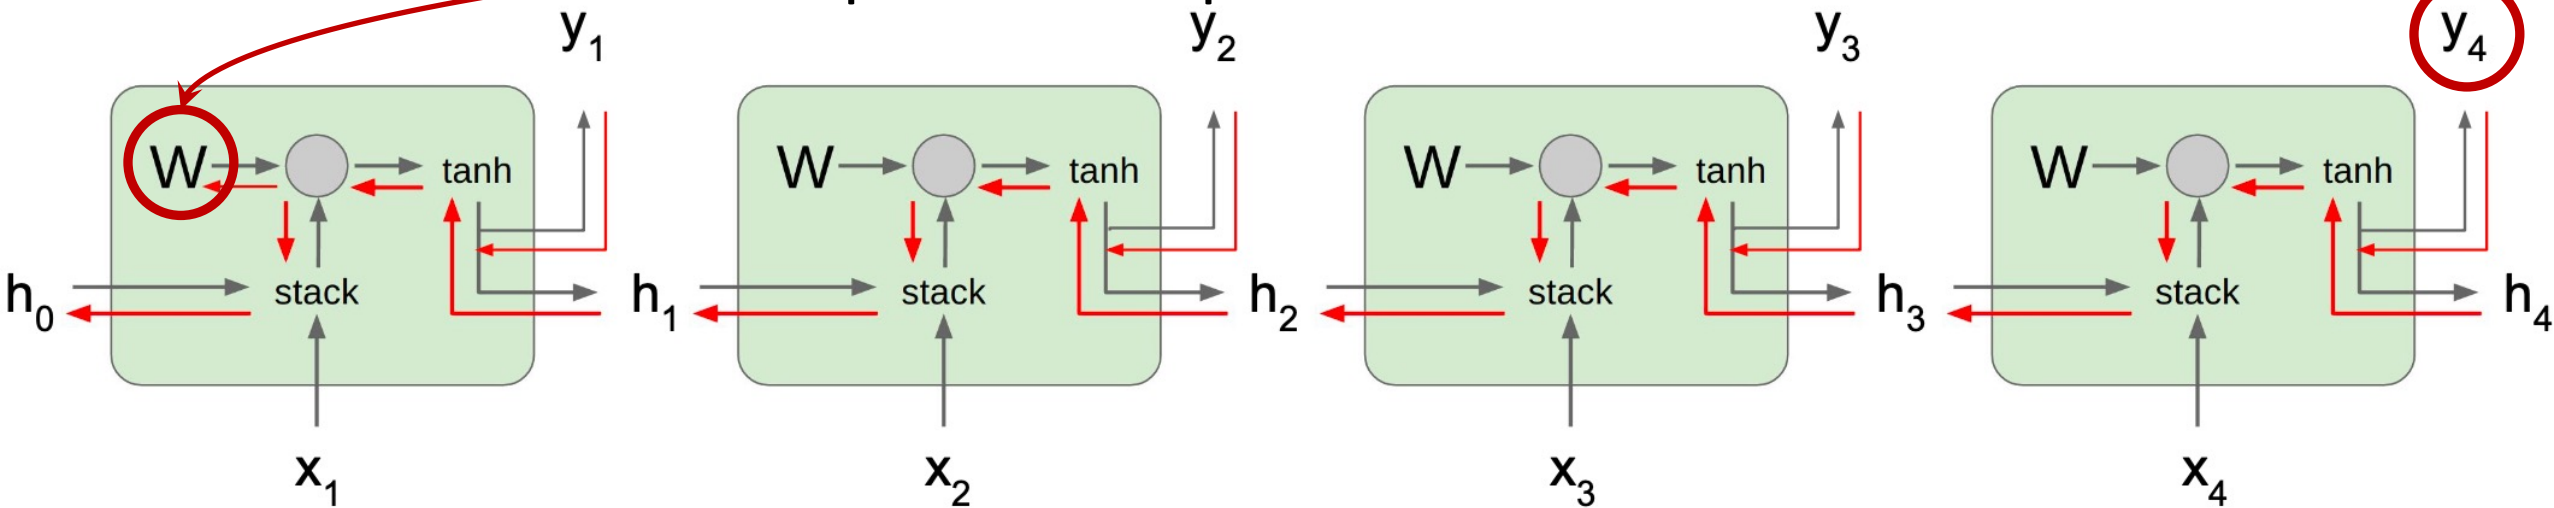 y1 y2 y3 y4
W tanh W tanh W tanh W tanh
h0 stack h1 stack h2 stack h3 stack h4
x1 x2 x3 x4